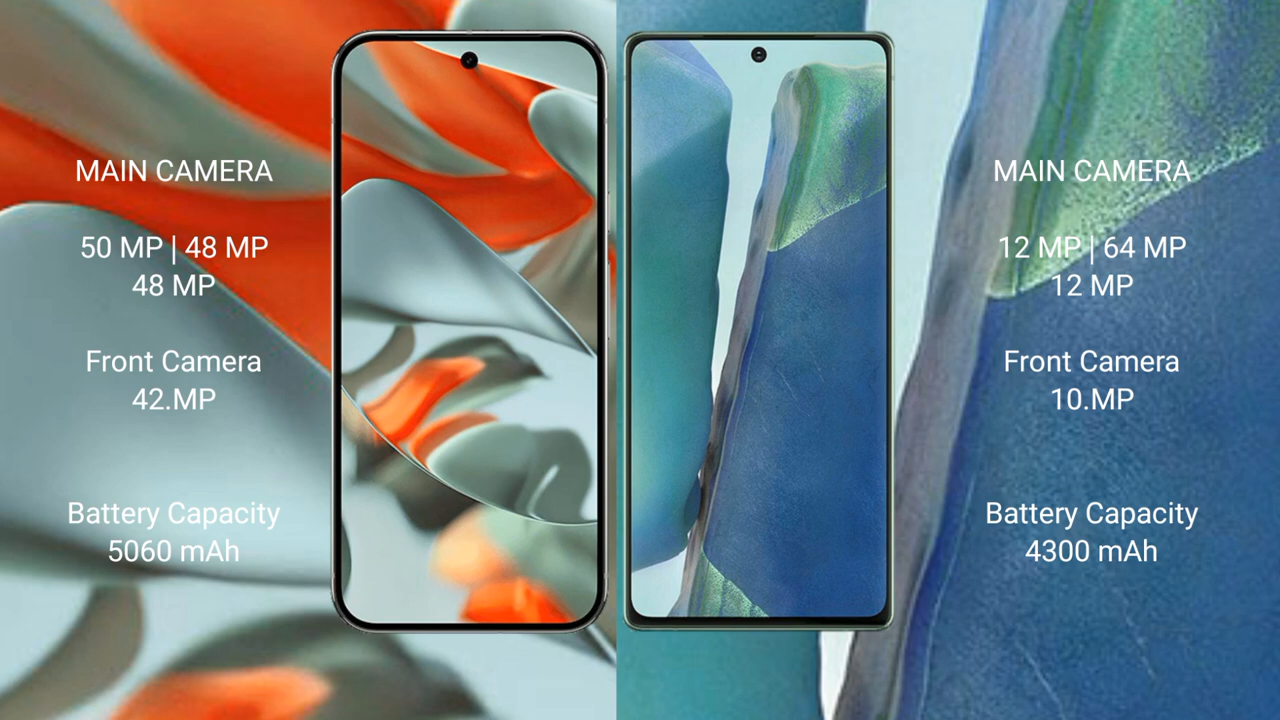 MAIN CAMERA
50 MP | 48 MP
48 MP
Front Camera
42.MP
Battery Capacity
5060 mAh
MAIN CAMERA
12 MP | 64 MP
12 MP
Front Camera
10.MP
Battery Capacity
4300 mAh